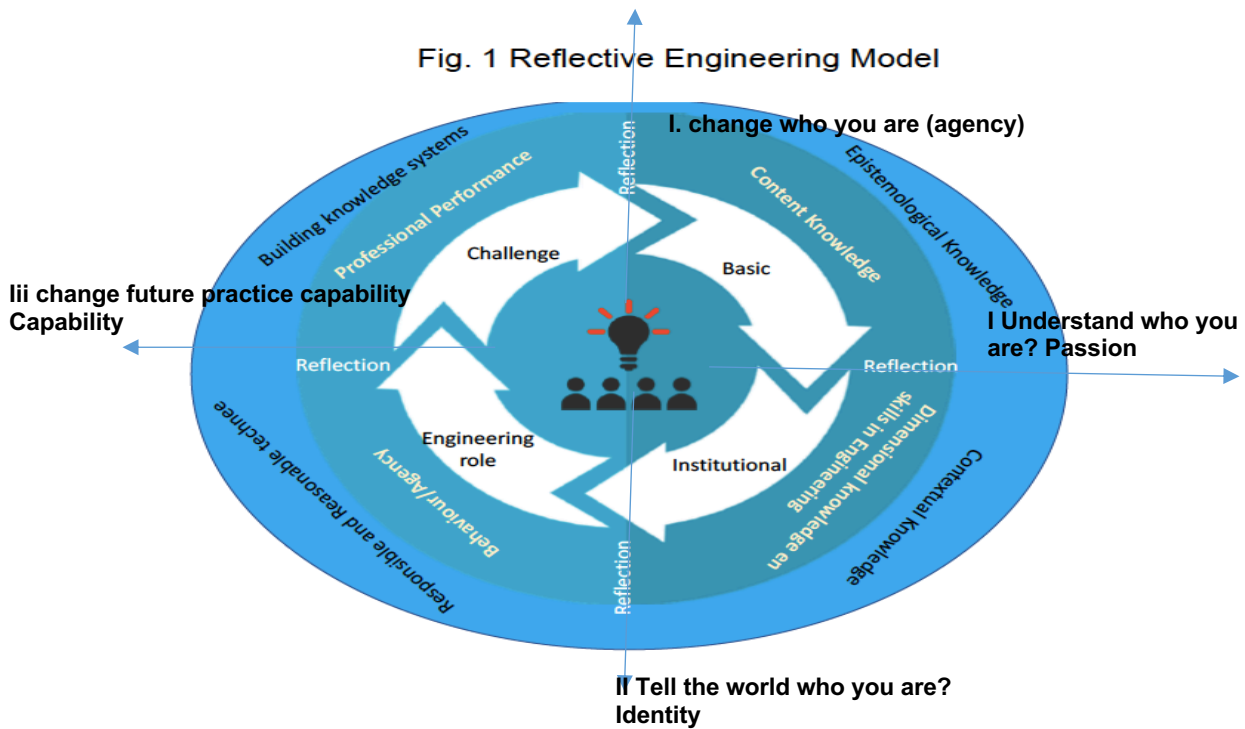 Fig. 1 Reflective Engineering Model
I. change who you are (agency)
Building knowledge systems
Professional Performance
Reflection
Content Knowledge
Epistemological Knowledge
Challenge
Basic
Iii change future practice capability
Capability
I Understand who you
are? Passion
Reflection
Reflection
Engineering
role
Institutional
Dimensional knowledge en
skills in Engineering
Behaviour/Agency
Responsible and Reasonable technee
Contextual Knowledge
Reflection
II Tell the world who you are?
Identity